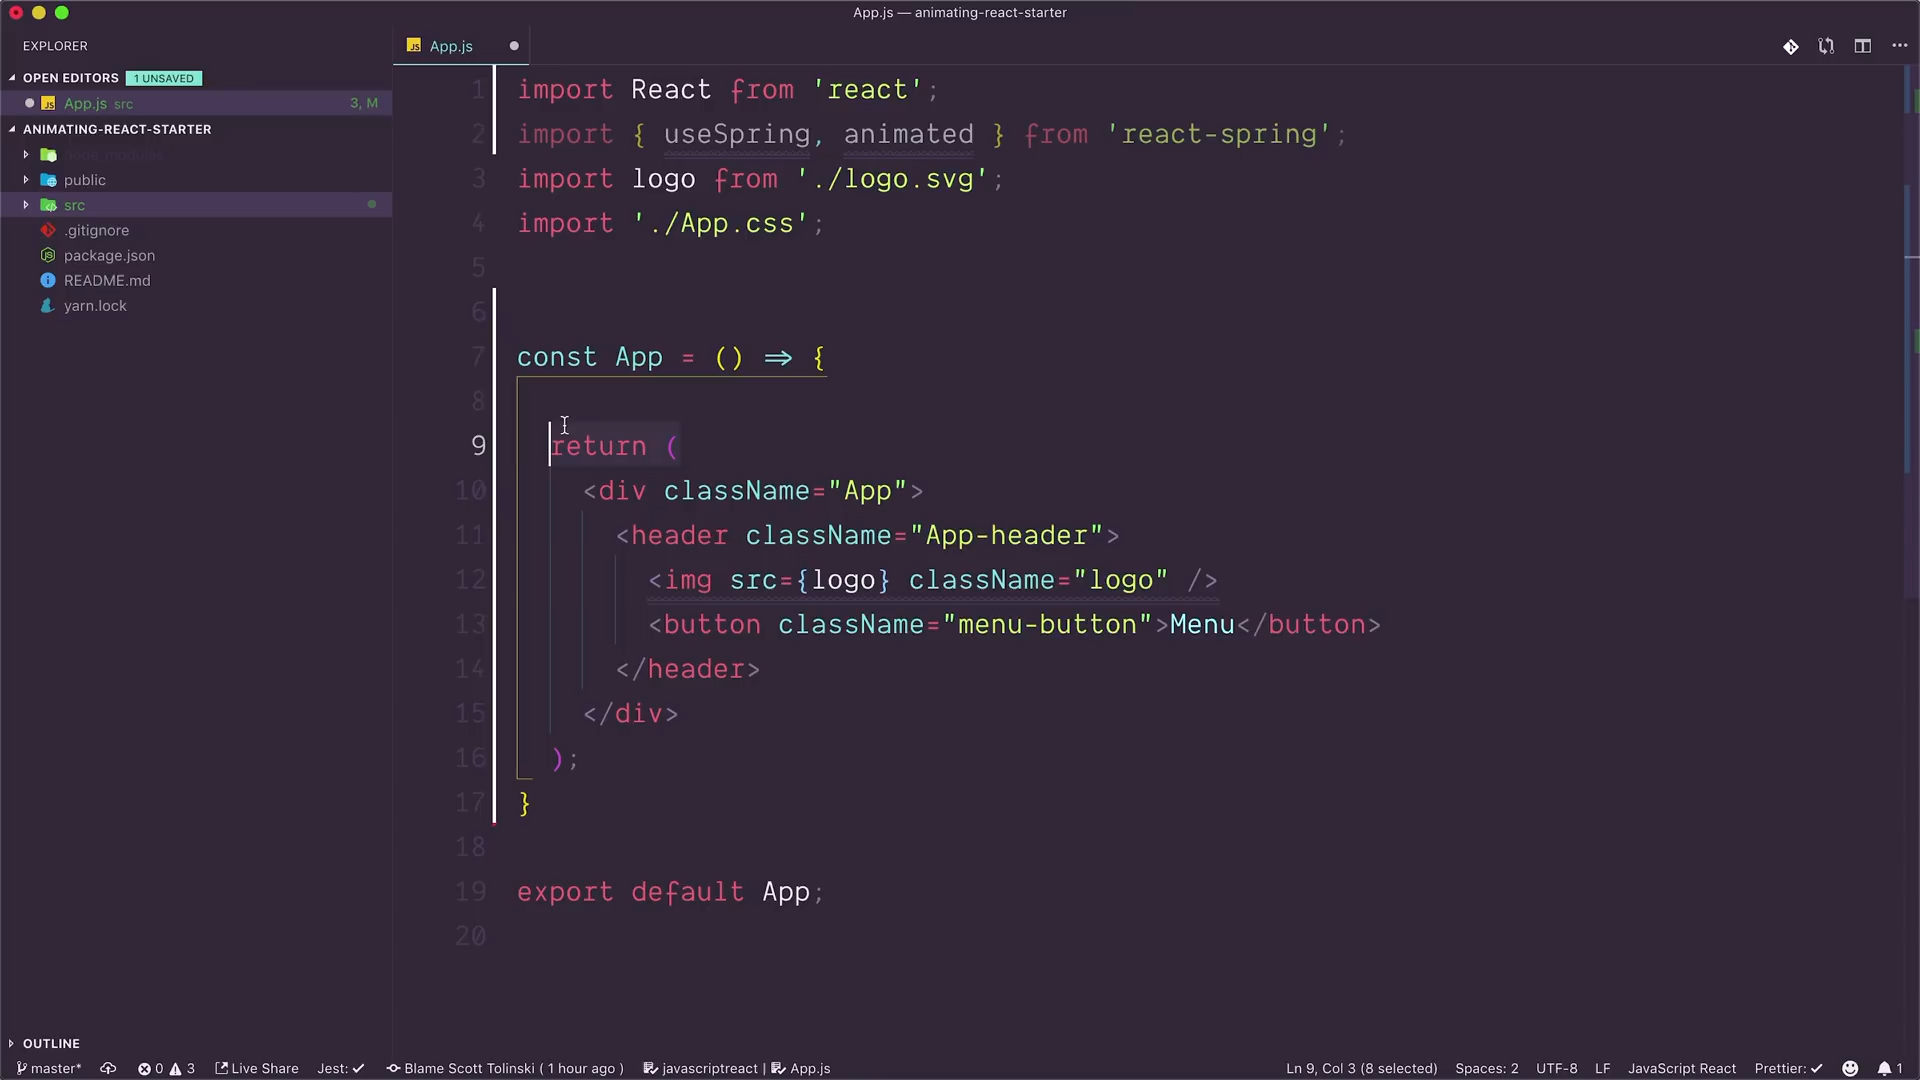 App.js — animating-react-starter
EXPLORER
OPEN EDITORS 1 UNSAVED
App.js src 3, M
ANIMATING-REACT-STARTER
node_modules
public
src
.gitignore
package.json
README.md
yarn.lock
OUTLINE
App.js
1 import React from 'react';
2 import { useSpring, animated } from 'react-spring';
3 import logo from './logo.svg';
4 import './App.css';
5
6
7 const App = () => {
8
9 return (
10 <div className="App">
11 <header className="App-header">
12 <img src={logo} className="logo" />
13 <button className="menu-button">Menu</button>
14 </header>
15 </div>
16 );
17 }
18
19 export default App;
20
master* 0 3 Live Share Jest: Blame Scott Tolinski ( 1 hour ago ) javascriptreact | App.js Ln 9, Col 3 (8 selected) Spaces: 2 UTF-8 LF JavaScript React Prettier: 1